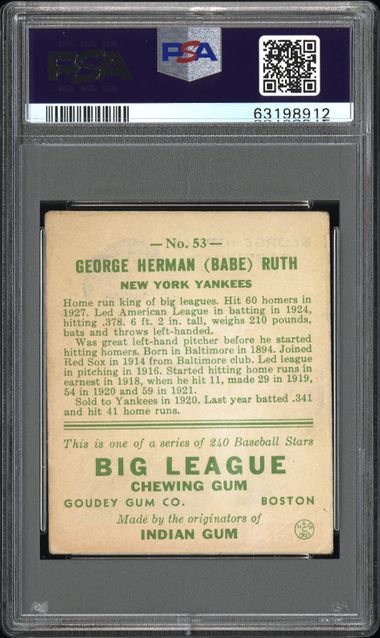 PSA
PSA
63198912
— No. 53 —
GEORGE HERMAN (BABE) RUTH
NEW YORK YANKEES
Home run king of big leagues. Hit 60 homers in
1927. Led American League in batting in 1924,
hitting .378. 6 ft. 2 in. tall, weighs 210 pounds,
bats and throws left-handed.
Was great left-hand pitcher before he started
hitting homers. Born in Baltimore in 1894. Joined
Red Sox in 1914 from Baltimore club. Led league
in pitching in 1916. Started hitting home runs in
earnest in 1918, when he hit 11, made 29 in 1919,
54 in 1920 and 59 in 1921.
Sold to Yankees in 1920. Last year batted .341
and hit 41 home runs.
This is one of a series of 240 Baseball Stars
BIG LEAGUE
CHEWING GUM
GOUDEY GUM CO. BOSTON
Made by the originators of
INDIAN GUM